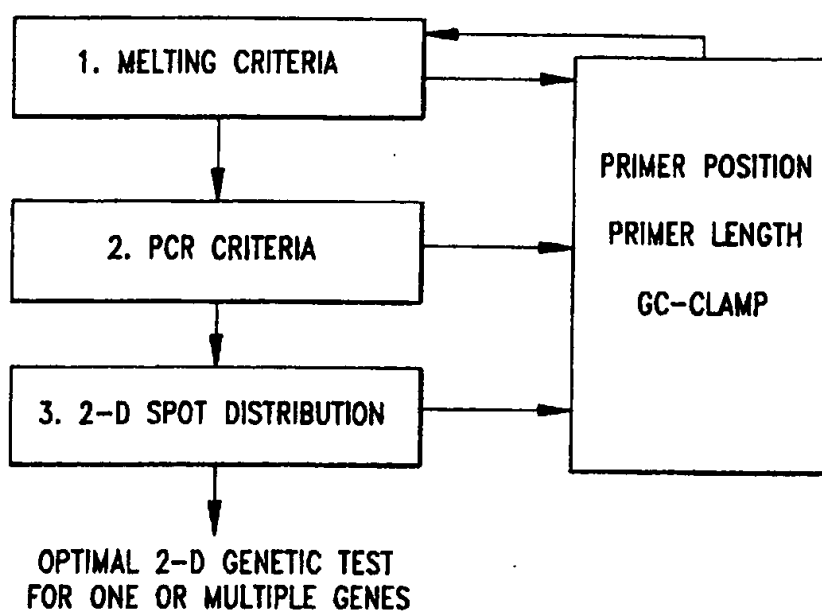 1. MELTING CRITERIA
2. PCR CRITERIA
3. 2-D SPOT DISTRIBUTION
OPTIMAL 2-D GENETIC TEST
FOR ONE OR MULTIPLE GENES
PRIMER POSITION
PRIMER LENGTH
GC-CLAMP